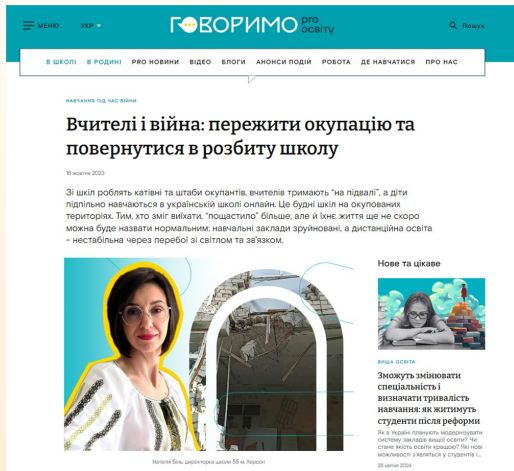 МЕНЮ
УКР
ГОВОРИМО pro освіту
Пошук
В ШКОЛІ В РОДИНІ PRO НОВИНИ ВІДЕО БЛОГИ АНОНСИ ПОДІЙ РОБОТА ДЕ НАВЧАТИСЯ ПРО НАС
НАВЧАННЯ ПІД ЧАС ВІЙНИ
Вчителі і війна: пережити окупацію та
повернутися в розбиту школу
16 жовтня 2023
Зі шкіл роблять катівні та штаби окупантів, вчителів тримають "на підвалі", а діти
підпільно навчаються в українській школі онлайн. Це будні шкіл на окупованих
територіях. Тим, хто зміг виїхати, "пощастило" більше, але й їхнє життя ще не скоро
можна буде назвати нормальним: навчальні заклади зруйновані, а дистанційна освіта
– нестабільна через перебої зі світлом та зв'язком.
Наталія Біль, директорка школи 55 м. Херсон
Нове та цікаве
ВИЩА ОСВІТА
Зможуть змінювати
спеціальність і
визначати тривалість
навчання: як житимуть
студенти після реформи
Як в Україні планують модернізувати
систему закладів вищої освіти? Чи
стане якість освіти кращою? Які нові
можливості з'являться у студентів і...
25 квітня 2024